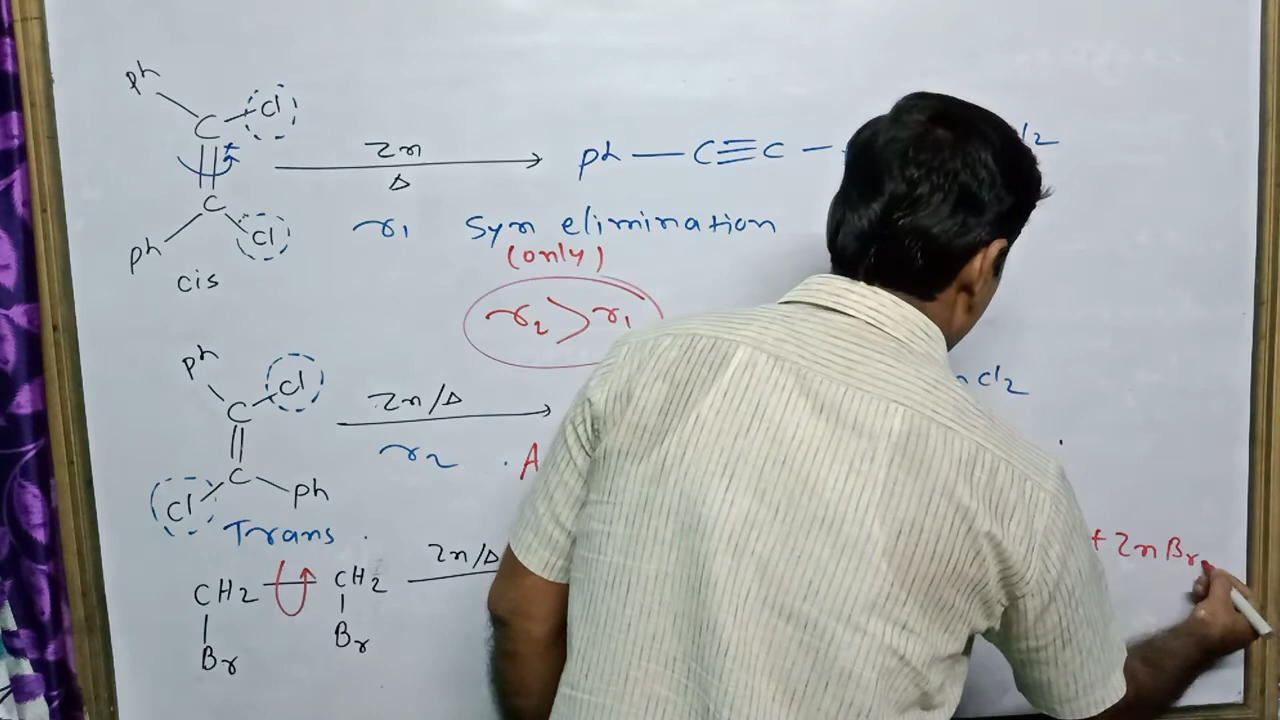 Ph
C Cl
Zn
Δ
Ph — C≡C —
l2
C
Ph Cl
cis
r1 Syn elimination
(only)
r2 > r1
Ph
Cl
C
Zn/Δ
Cl2
r2 . A
C
Cl Ph
Trans .
+ ZnBr
CH2 — CH2
Zn/Δ
Br
Br